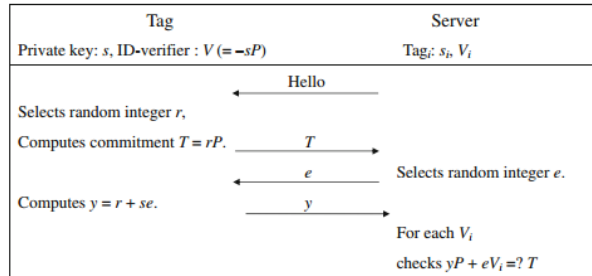 Tag Server
Private key: s, ID-verifier : V (= –sP) Tagᵢ: sᵢ, Vᵢ
Hello
Selects random integer r,
Computes commitment T = rP. T
e Selects random integer e.
Computes y = r + se. y
For each Vᵢ
checks yP + eVᵢ =? T